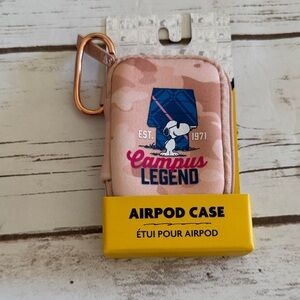 EST. 1971
Campus
LEGEND
AIRPOD CASE
ÉTUI POUR AIRPOD